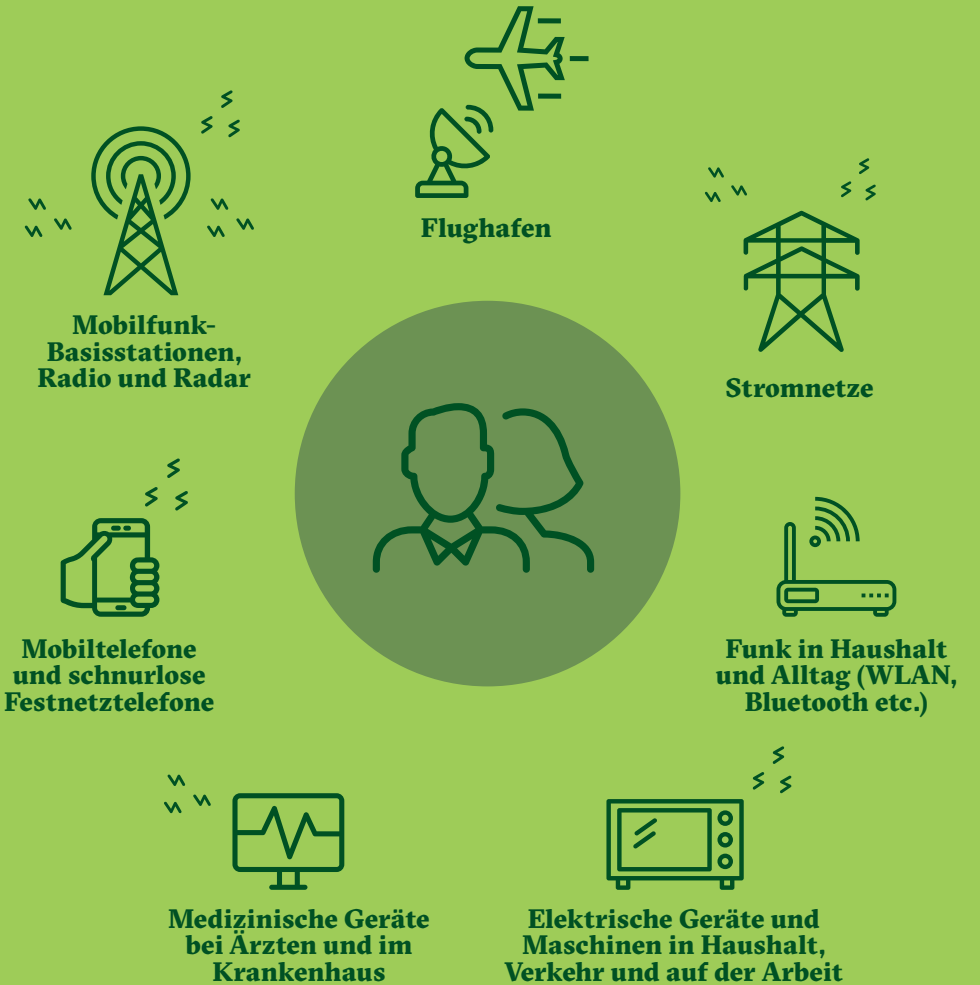 Flughafen
Mobilfunk-
Basisstationen,
Radio und Radar
Stromnetze
Mobiltelefone
und schnurlose
Festnetztelefone
Funk in Haushalt
und Alltag (WLAN,
Bluetooth etc.)
Medizinische Geräte
bei Ärzten und im
Krankenhaus
Elektrische Geräte und
Maschinen in Haushalt,
Verkehr und auf der Arbeit